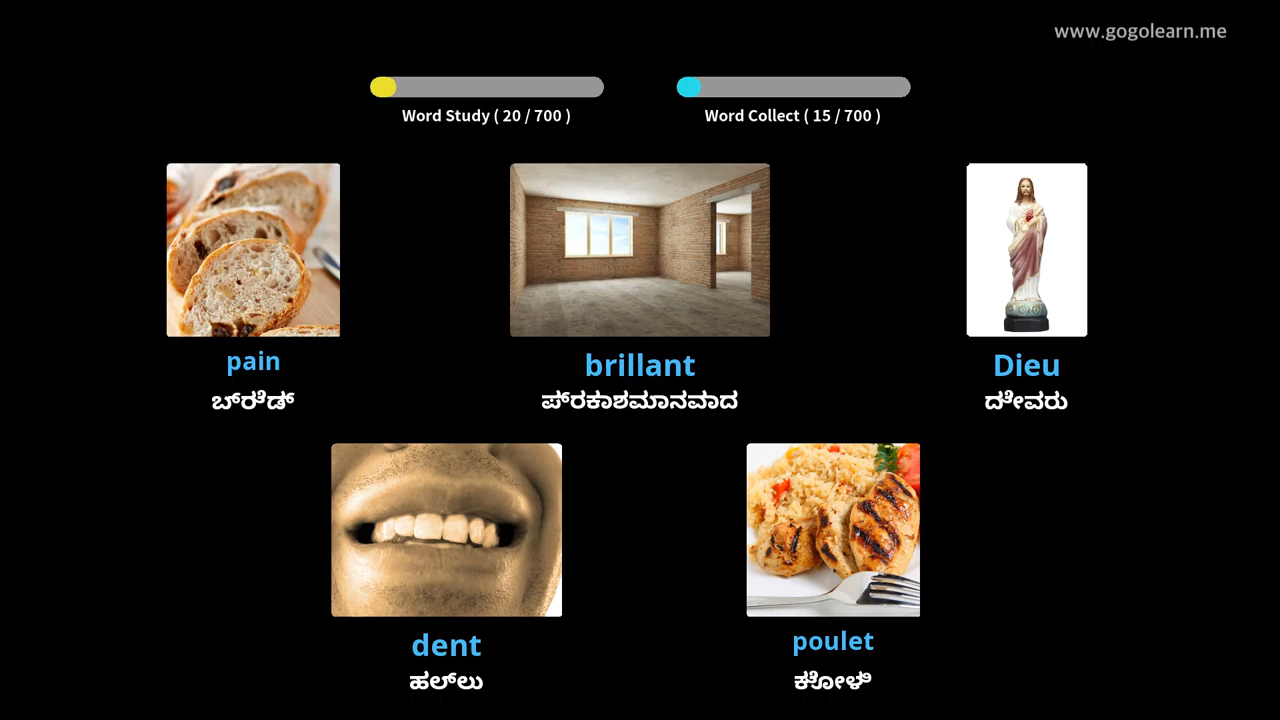 www.gogolearn.me
Word Study ( 20 / 700 )
Word Collect ( 15 / 700 )
pain
ಬ್ರೆಡ್
brillant
ಪ್ರಕಾಶಮಾನವಾದ
Dieu
ದೇವರು
dent
ಹಲ್ಲು
poulet
ಕೋಳಿ